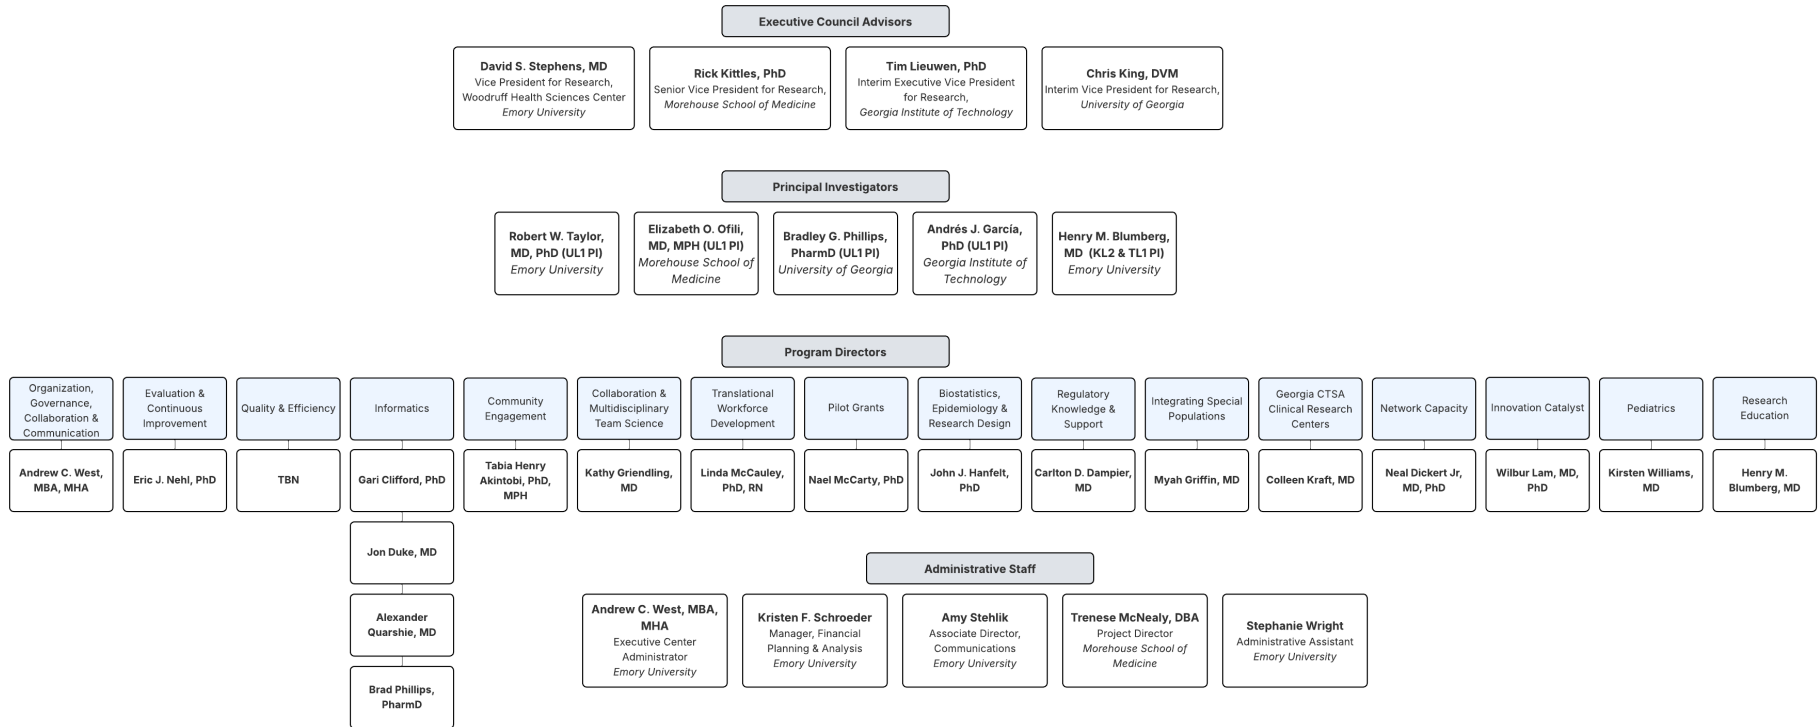 Executive Council Advisors
David S. Stephens, MD
Vice President for Research,
Woodruff Health Sciences Center
Emory University
Rick Kittles, PhD
Senior Vice President for Research,
Morehouse School of Medicine
Tim Lieuwen, PhD
Interim Executive Vice President
for Research,
Georgia Institute of Technology
Chris King, DVM
Interim Vice President for Research,
University of Georgia
Principal Investigators
Robert W. Taylor,
MD, PhD (UL1 PI)
Emory University
Elizabeth O. Ofili,
MD, MPH (UL1 PI)
Morehouse School of
Medicine
Bradley G. Phillips,
PharmD (UL1 PI)
University of Georgia
Andrés J. García,
PhD (UL1 PI)
Georgia Institute of
Technology
Henry M. Blumberg,
MD (KL2 & TL1 PI)
Emory University
Program Directors
Organization,
Governance,
Collaboration &
Communication
Evaluation &
Continuous
Improvement
Quality & Efficiency
Informatics
Community
Engagement
Collaboration &
Multidisciplinary
Team Science
Translational
Workforce
Development
Pilot Grants
Biostatistics,
Epidemiology &
Research Design
Regulatory
Knowledge &
Support
Integrating Special
Populations
Georgia CTSA
Clinical Research
Centers
Network Capacity
Innovation Catalyst
Pediatrics
Research
Education
Andrew C. West,
MBA, MHA
Eric J. Nehl, PhD
TBN
Gari Clifford, PhD
Tabia Henry
Akintobi, PhD,
MPH
Kathy Griendling,
MD
Linda McCauley,
PhD, RN
Nael McCarty, PhD
John J. Hanfelt,
PhD
Carlton D. Dampier,
MD
Myah Griffin, MD
Colleen Kraft, MD
Neal Dickert Jr,
MD, PhD
Wilbur Lam, MD,
PhD
Kirsten Williams,
MD
Henry M.
Blumberg, MD
Jon Duke, MD
Alexander
Quarshie, MD
Brad Phillips,
PharmD
Administrative Staff
Andrew C. West, MBA,
MHA
Executive Center
Administrator
Emory University
Kristen F. Schroeder
Manager, Financial
Planning & Analysis
Emory University
Amy Stehlik
Associate Director,
Communications
Emory University
Trenese McNealy, DBA
Project Director
Morehouse School of
Medicine
Stephanie Wright
Administrative Assistant
Emory University